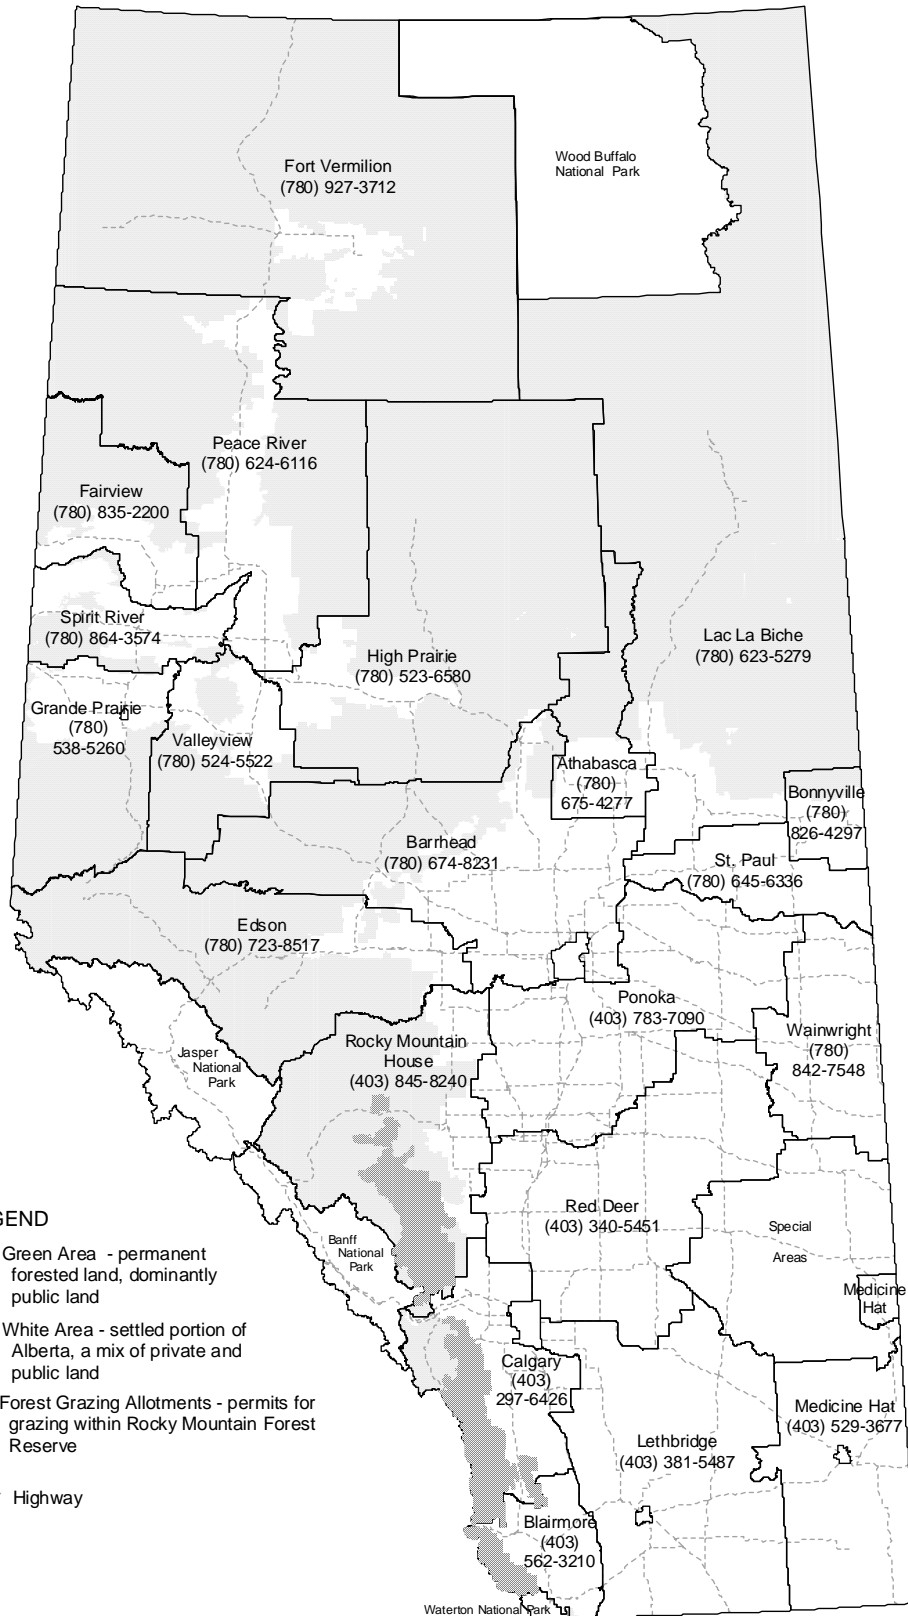 Fort Vermilion
(780) 927-3712
Wood Buffalo
National Park
Peace River
(780) 624-6116
Fairview
(780) 835-2200
Spirit River
(780) 864-3574
Lac La Biche
(780) 623-5279
High Prairie
(780) 523-6580
Grande Prairie
(780)
538-5260
Valleyview
(780) 524-5522
Athabasca
(780)
675-4277
Bonnyville
(780)
826-4297
Barrhead
(780) 674-8231
St. Paul
(780) 645-6336
Edson
(780) 723-8517
Ponoka
(403) 783-7090
Wainwright
(780)
842-7548
Rocky Mountain
House
(403) 845-8240
Jasper
National
Park
Red Deer
(403) 340-5451
Special
Areas
Banff
National
Park
Medicine
Hat
Calgary
(403)
297-6426
Medicine Hat
(403) 529-3677
Lethbridge
(403) 381-5487
Blairmore
(403)
562-3210
Waterton National Park
GEND
Green Area - permanent
forested land, dominantly
public land
White Area - settled portion of
Alberta, a mix of private and
public land
Forest Grazing Allotments - permits for
grazing within Rocky Mountain Forest
Reserve
Highway